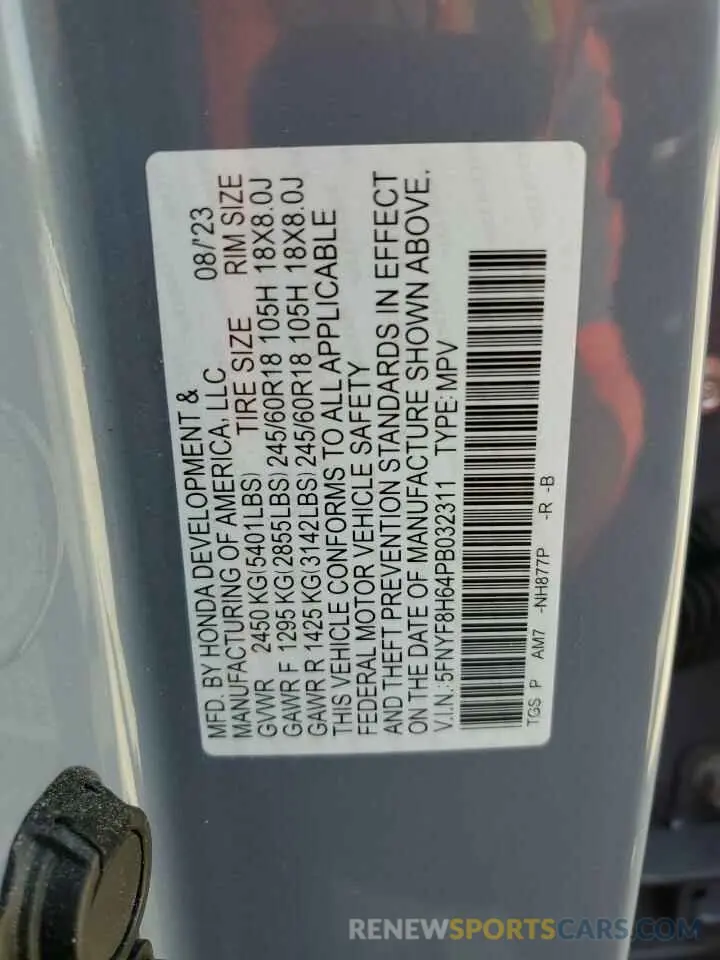 MFD. BY HONDA DEVELOPMENT &
MANUFACTURING OF AMERICA, LLC 08/'23
GVWR 2450 KG(5401LBS) TIRE SIZE RIM SIZE
GAWR F 1295 KG(2855LBS) 245/60R18 105H 18X8.0J
GAWR R 1425 KG(3142LBS) 245/60R18 105H 18X8.0J
THIS VEHICLE CONFORMS TO ALL APPLICABLE
FEDERAL MOTOR VEHICLE SAFETY
AND THEFT PREVENTION STANDARDS IN EFFECT
ON THE DATE OF MANUFACTURE SHOWN ABOVE.
V.I.N.: 5FNYF8H64PB032311 TYPE: MPV
TGS P AM7 -NH877P -R -B
RENEWSPORTSCARS.COM